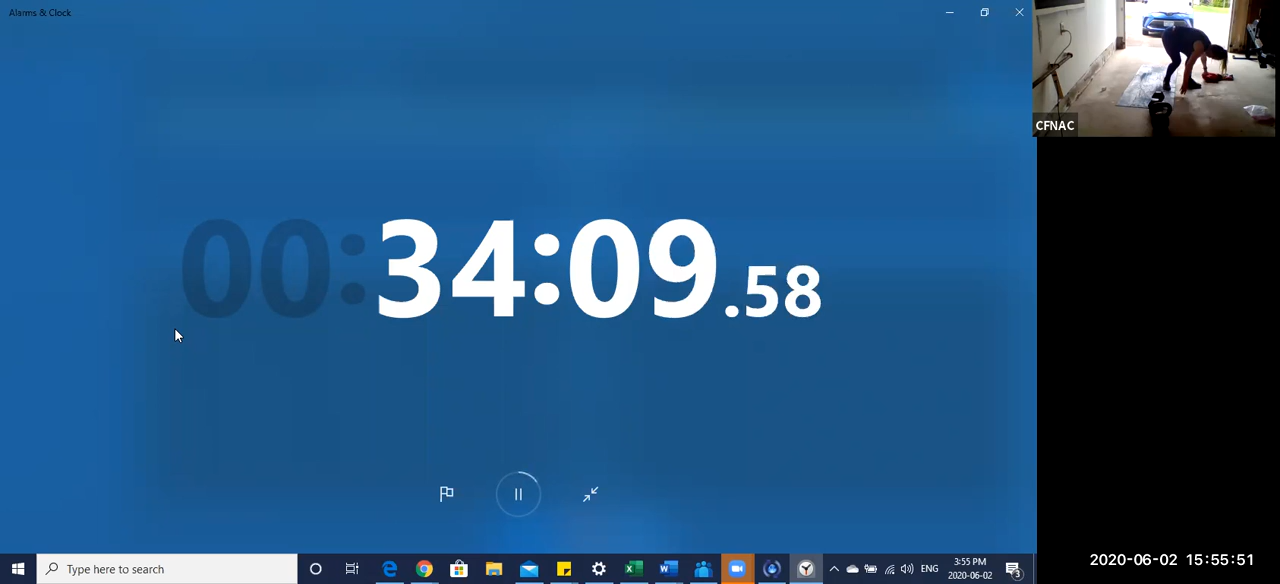 Alarms & Clock
CFNAC
00:34:09.58
Type here to search
ENG
3:55 PM
2020-06-02
3
2020-06-02 15:55:51